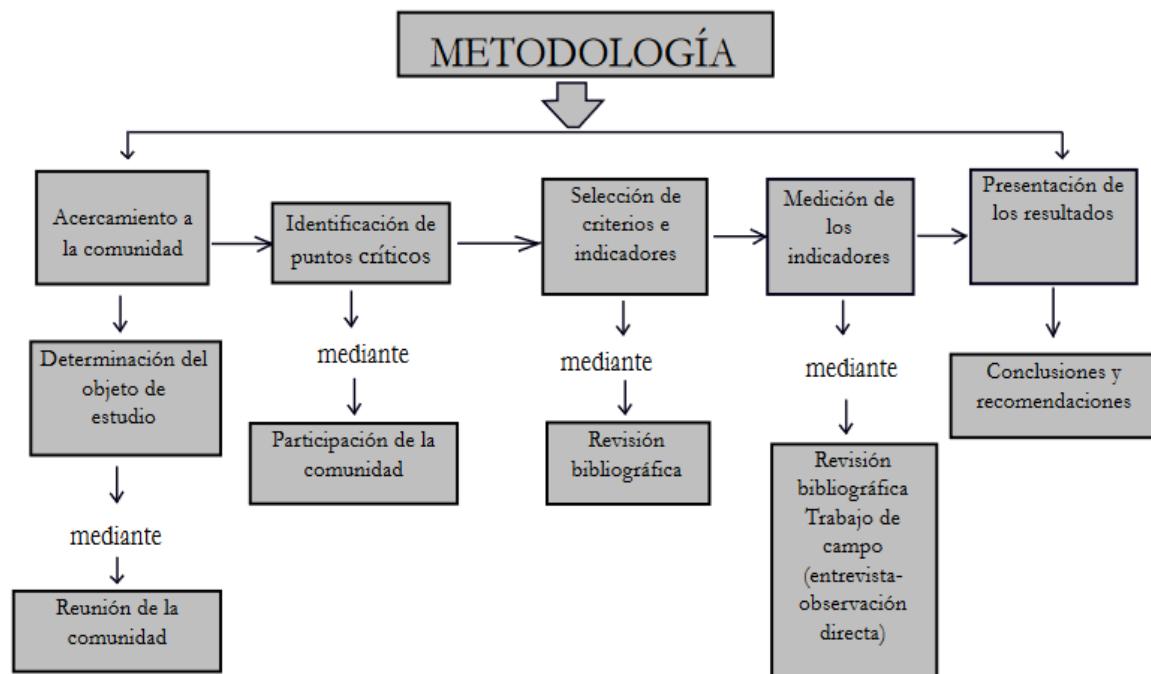 METODOLOGÍA
Acercamiento a
la comunidad
Identificación de
puntos críticos
Selección de
criterios e
indicadores
Medición de
los
indicadores
Presentación de
los resultados
Determinación del
objeto de
estudio
mediante
Reunión de la
comunidad
mediante
Participación de la
comunidad
mediante
Revisión
bibliográfica
mediante
Revisión
bibliográfica
Trabajo de
campo
(entrevista-
observación
directa)
Conclusiones y
recomendaciones